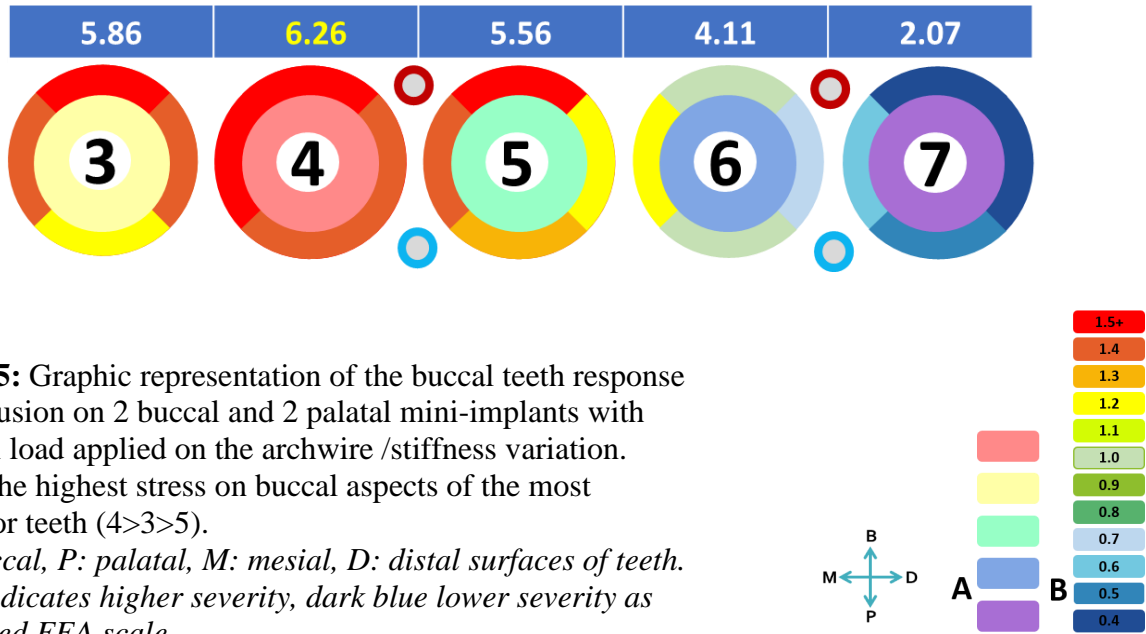 5.86 6.26 5.56 4.11 2.07
3 4 5 6 7
5: Graphic representation of the buccal teeth response
usion on 2 buccal and 2 palatal mini-implants with
load applied on the archwire /stiffness variation.
he highest stress on buccal aspects of the most
or teeth (4>3>5).
cal, P: palatal, M: mesial, D: distal surfaces of teeth.
dicates higher severity, dark blue lower severity as
ed FEA scale
B
M D
P
A
B
1.5+
1.4
1.3
1.2
1.1
1.0
0.9
0.8
0.7
0.6
0.5
0.4